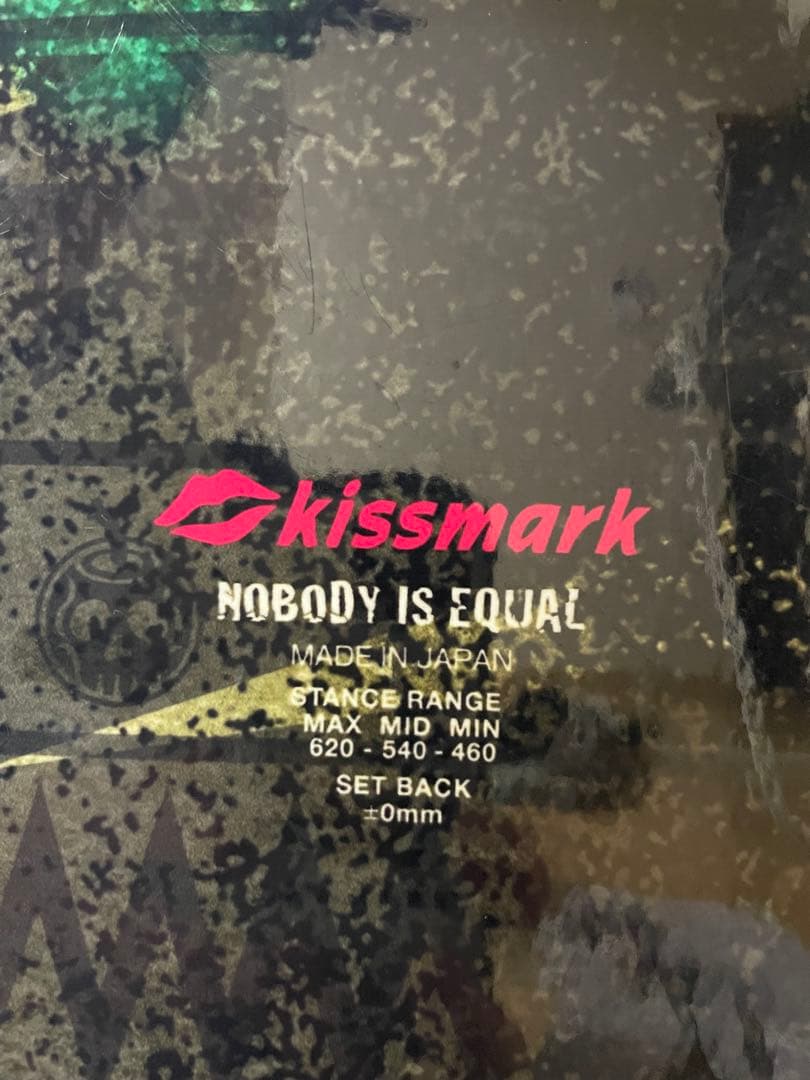 kissmark
NOBODY IS EQUAL
MADE IN JAPAN
STANCE RANGE
MAX MID MIN
620 - 540 - 460
SET BACK
±0mm